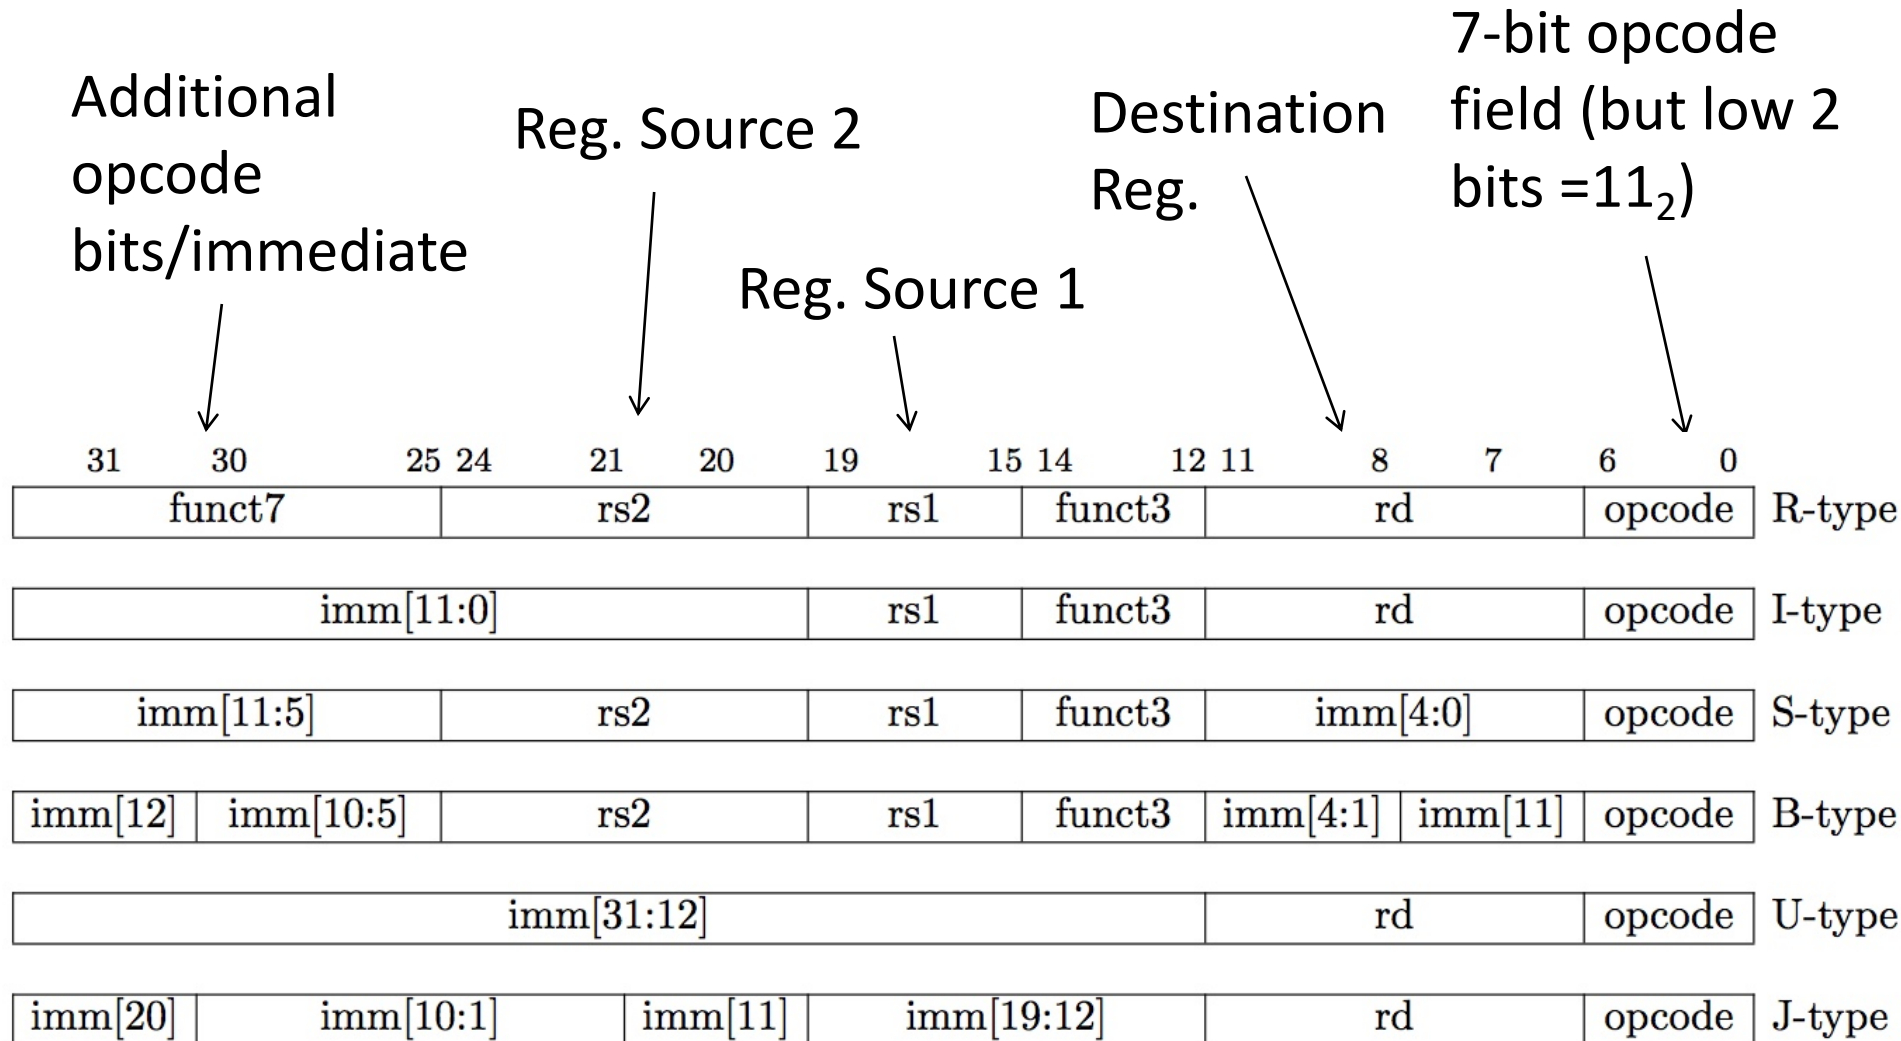 Additional
opcode
bits/immediate
Reg. Source 2
Reg. Source 1
Destination
Reg.
7-bit opcode
field (but low 2
bits =11₂)
31 30 25 24 21 20 19 15 14 12 11 8 7 6 0
funct7 rs2 rs1 funct3 rd opcode R-type
imm[11:0] rs1 funct3 rd opcode I-type
imm[11:5] rs2 rs1 funct3 imm[4:0] opcode S-type
imm[12] imm[10:5] rs2 rs1 funct3 imm[4:1] imm[11] opcode B-type
imm[31:12] rd opcode U-type
imm[20] imm[10:1] imm[11] imm[19:12] rd opcode J-type